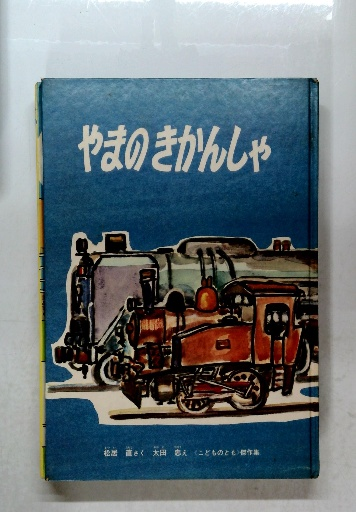 やまのきかんしゃ
松居 直さく 太田 忠え 〈こどものとも〉傑作集